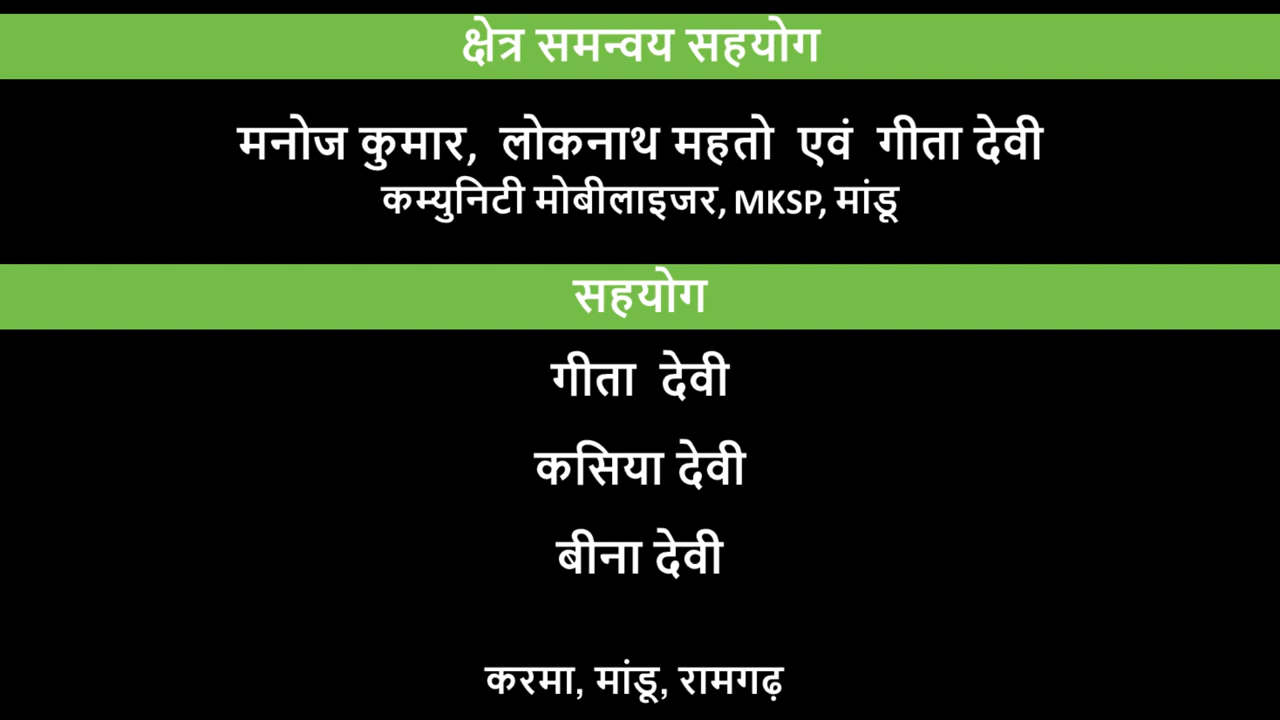 क्षेत्र समन्वय सहयोग
मनोज कुमार, लोकनाथ महतो एवं गीता देवी
कम्युनिटी मोबीलाइजर, MKSP, मांडू
सहयोग
गीता देवी
कसिया देवी
बीना देवी
करमा, मांडू, रामगढ़